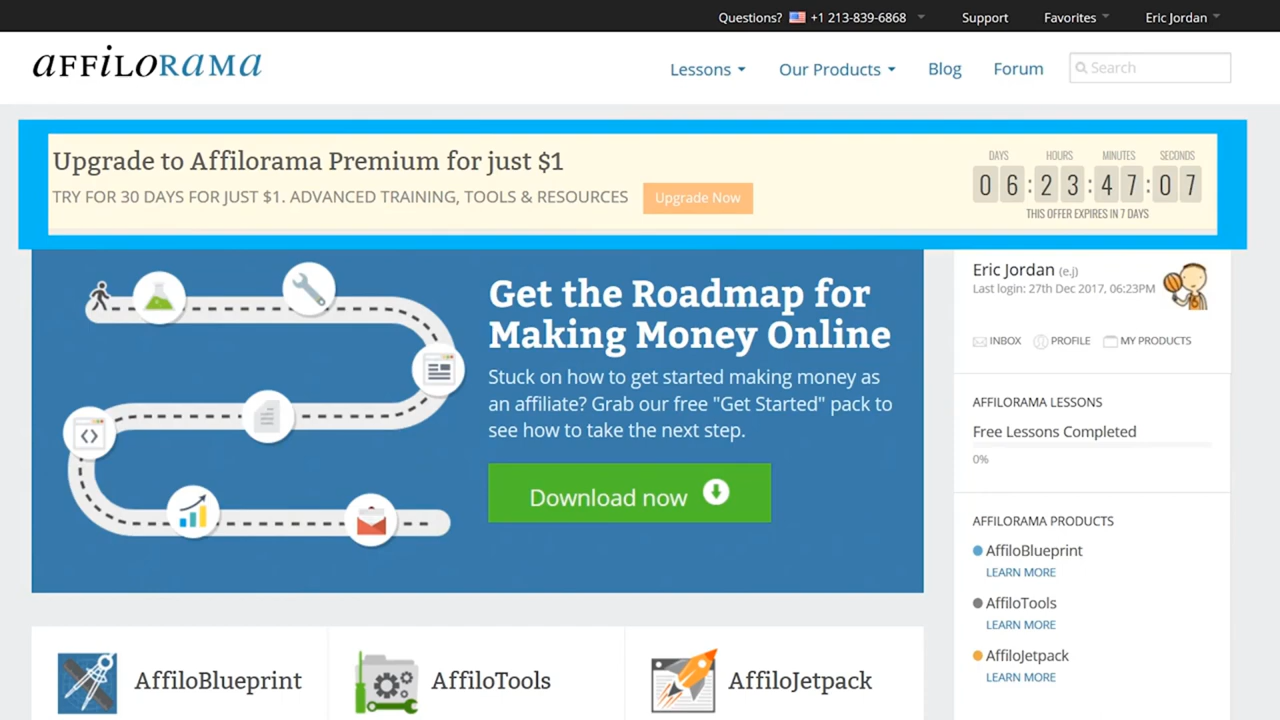 Questions? +1 213-839-6868 Support Favorites Eric Jordan
AFFiLORAMA
Lessons Our Products Blog Forum Search
Upgrade to Affilorama Premium for just $1
TRY FOR 30 DAYS FOR JUST $1. ADVANCED TRAINING, TOOLS & RESOURCES Upgrade Now
DAYS HOURS MINUTES SECONDS
06:23:47:07
THIS OFFER EXPIRES IN 7 DAYS
Get the Roadmap for
Making Money Online
Stuck on how to get started making money as
an affiliate? Grab our free "Get Started" pack to
see how to take the next step.
Download now
Eric Jordan (e.j)
Last login: 27th Dec 2017, 06:23PM
INBOX PROFILE MY PRODUCTS
AFFILORAMA LESSONS
Free Lessons Completed
0%
AFFILORAMA PRODUCTS
AffiloBlueprint
LEARN MORE
AffiloTools
LEARN MORE
AffiloJetpack
LEARN MORE
AffiloBlueprint AffiloTools AffiloJetpack